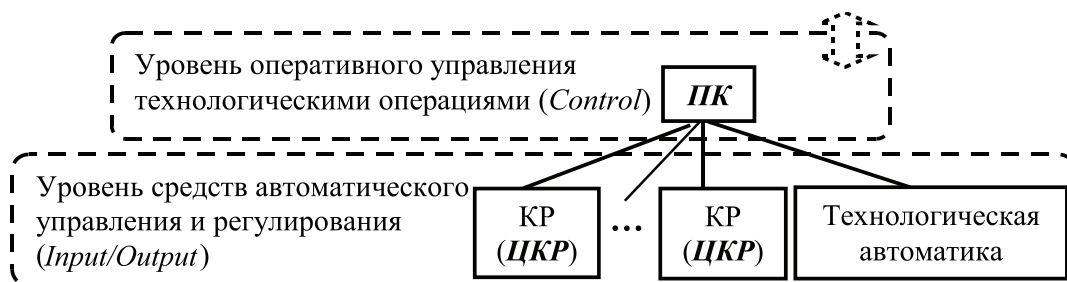 Уровень оперативного управления
технологическими операциями (Control)
ПК
Уровень средств автоматического
управления и регулирования
(Input/Output)
КР
(ЦКР)
...
КР
(ЦКР)
Технологическая
автоматика